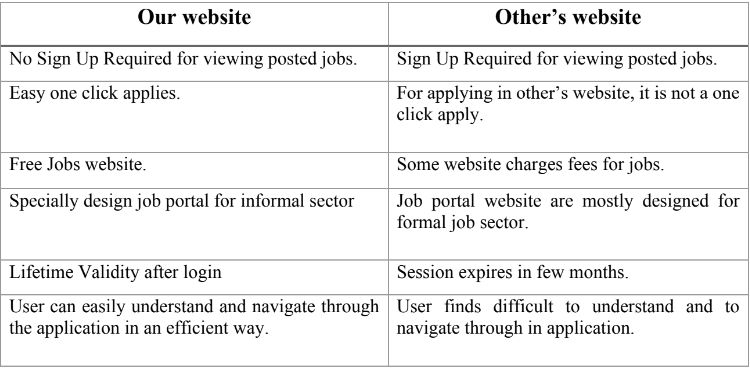 Our website
Other's website
No Sign Up Required for viewing posted jobs.
Sign Up Required for viewing posted jobs.
Easy one click applies.
For applying in other's website, it is not a one
click apply.
Free Jobs website.
Some website charges fees for jobs.
Specially design job portal for informal sector
Job portal website are mostly designed for
formal job sector.
Lifetime Validity after login
Session expires in few months.
User can easily understand and navigate through
the application in an efficient way.
User finds difficult to understand and to
navigate through in application.